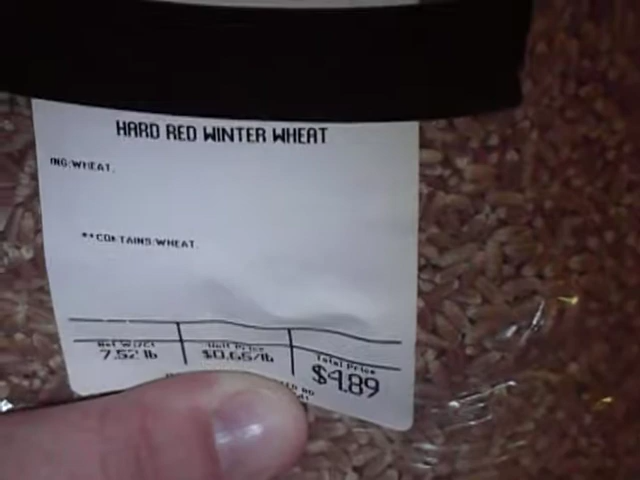 HARD RED WINTER WHEAT
ING:WHEAT.
**CONTAINS:WHEAT.
Net Wt/Ct Unit Price Total Price
7.52 lb $0.65/lb $4.89